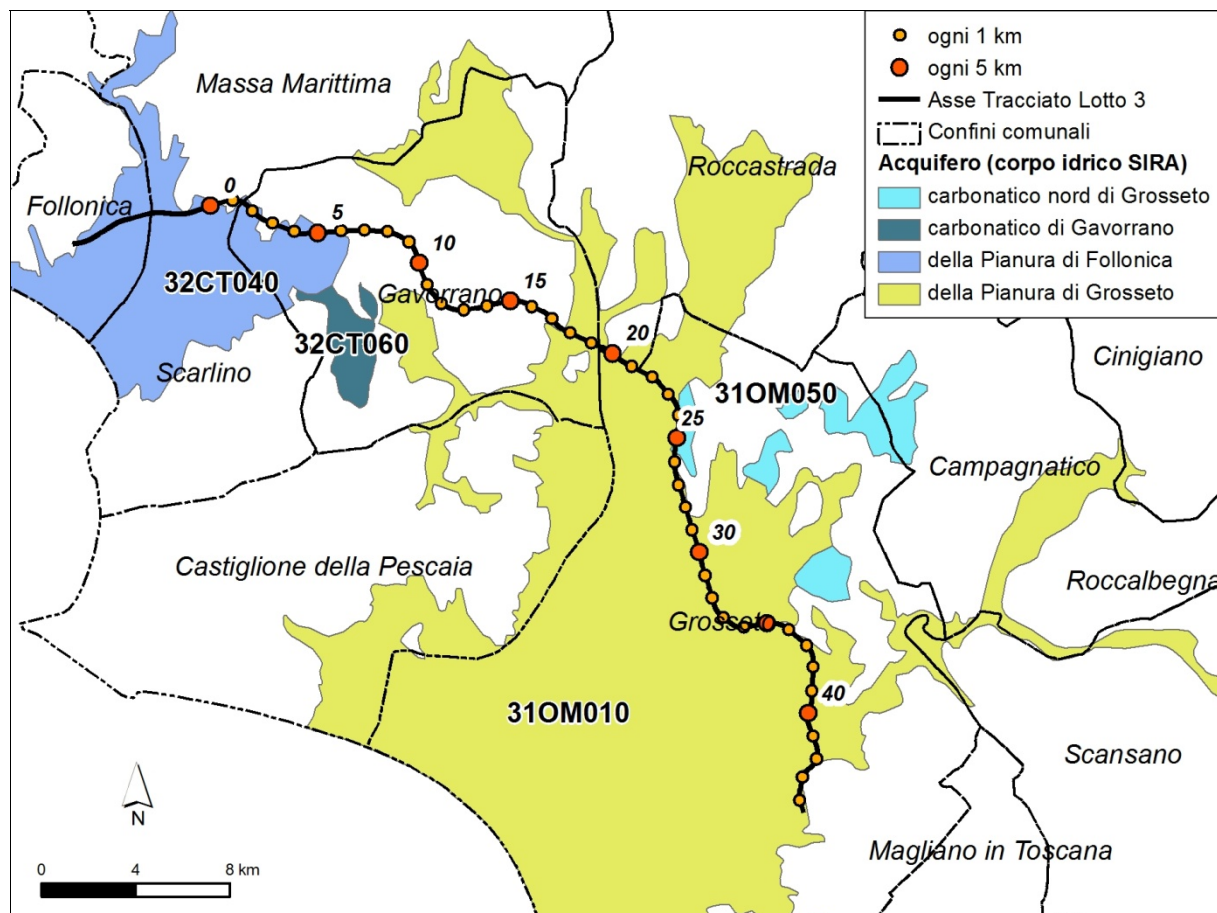 ogni 1 km
ogni 5 km
Asse Tracciato Lotto 3
Confini comunali
Acquifero (corpo idrico SIRA)
carbonatico nord di Grosseto
carbonatico di Gavorrano
della Pianura di Follonica
della Pianura di Grosseto
Massa Marittima
Roccastrada
Follonica
0
5
10
32CT040
Gavorrano
15
32CT060
20
Scarlino
Cinigiano
31OM050
25
Campagnatico
30
Castiglione della Pescaia
Roccalbegna
Grosseto
40
31OM010
Scansano
N
Magliano in Toscana
0 4 8 km